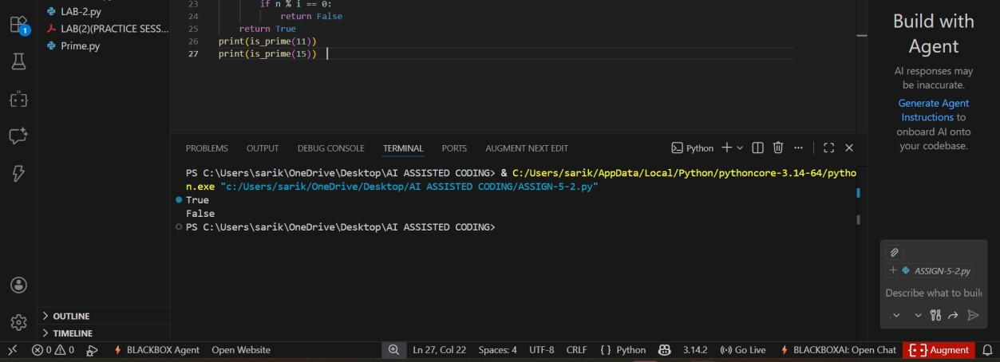 LAB-2.py
LAB(2)(PRACTICE SESS...
Prime.py
1
23 if n % i == 0:
24 return False
25 return True
26 print(is_prime(11))
27 print(is_prime(15))
PROBLEMS OUTPUT DEBUG CONSOLE TERMINAL PORTS AUGMENT NEXT EDIT
Python
PS C:\Users\sarik\OneDrive\Desktop\AI ASSISTED CODING> & C:/Users/sarik/AppData/Local/Python/pythoncore-3.14-64/pytho
n.exe "c:/Users/sarik/OneDrive/Desktop/AI ASSISTED CODING/ASSIGN-5-2.py"
True
False
PS C:\Users\sarik\OneDrive\Desktop\AI ASSISTED CODING>
Build with
Agent
AI responses may
be inaccurate.
Generate Agent
Instructions to
onboard AI onto
your codebase.
ASSIGN-5-2.py
Describe what to buil
OUTLINE
TIMELINE
0 0 BLACKBOX Agent Open Website Ln 27, Col 22 Spaces: 4 UTF-8 CRLF { } Python 3.14.2 Go Live BLACKBOXAI: Open Chat Augment